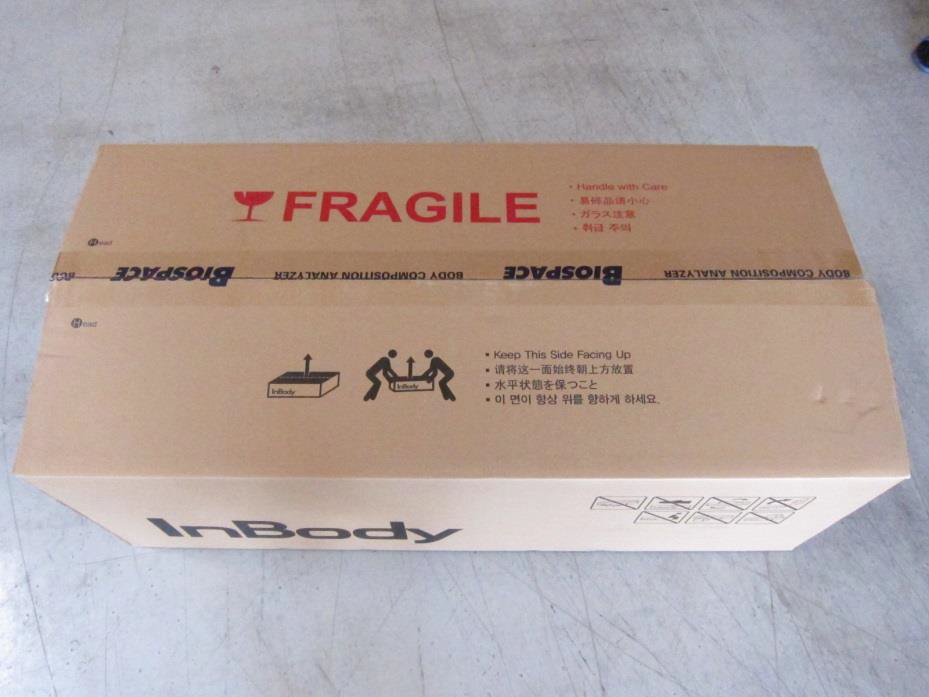 FRAGILE
• Handle with Care
• 易碎品请小心
• ガラス注意
• 취급 주의
Head
BIOSPACE BODY COMPOSITION ANALYZER BIOSPACE BODY COMPOSITION ANALYZER
Head
InBody
InBody
▪ Keep This Side Facing Up
▪ 请将这一面始终朝上方放置
▪ 水平状態を保つこと
▪ 이 면이 항상 위를 향하게 하세요.
InBody